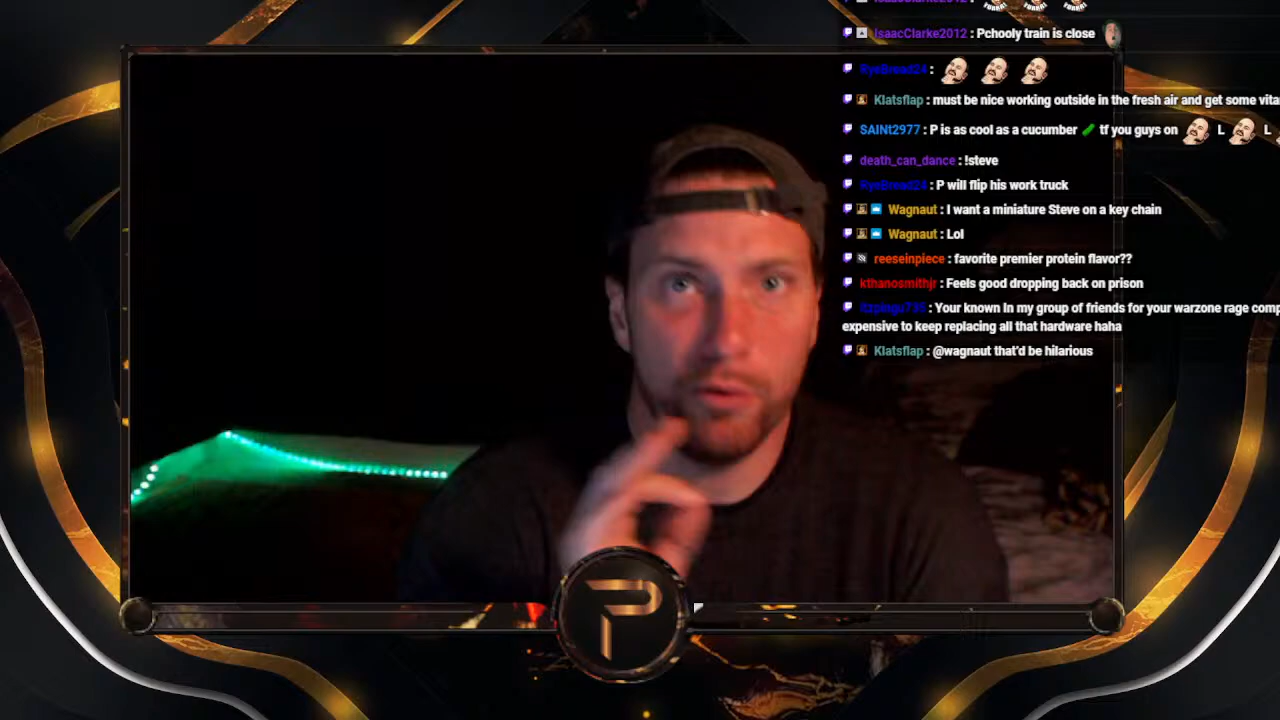 IsaacClarke2012 :
IsaacClarke2012 : Pchooly train is close
RyeBread24 :
Klatsflap : must be nice working outside in the fresh air and get some vita
SAINt2977 : P is as cool as a cucumber tf you guys on L L
death_can_dance : !steve
RyeBread24 : P will flip his work truck
Wagnaut : I want a miniature Steve on a key chain
Wagnaut : Lol
reeseinpiece : favorite premier protein flavor??
kthanosmithjr : Feels good dropping back on prison
itzpingu735 : Your known In my group of friends for your warzone rage comp
expensive to keep replacing all that hardware haha
Klatsflap : @wagnaut that'd be hilarious
P